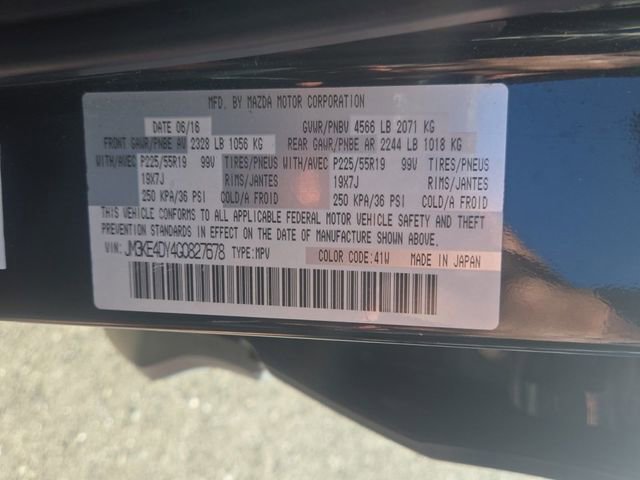 MFD. BY MAZDA MOTOR CORPORATION
DATE 06/16 GVWR/PNBV 4566 LB 2071 KG
FRONT GAWR/PNBE AV 2328 LB 1056 KG REAR GAWR/PNBE AR 2244 LB 1018 KG
WITH/AVEC P225/55R19 99V TIRES/PNEUS WITH/AVEC P225/55R19 99V TIRES/PNEUS
19X7J RIMS/JANTES 19X7J RIMS/JANTES
250 KPA/36 PSI COLD/A FROID 250 KPA/36 PSI COLD/A FROID
THIS VEHICLE CONFORMS TO ALL APPLICABLE FEDERAL MOTOR VEHICLE SAFETY AND THEFT
PREVENTION STANDARDS IN EFFECT ON THE DATE OF MANUFACTURE SHOWN ABOVE.
VIN: JM3KE4DY4G0827678 TYPE:MPV COLOR CODE:41W MADE IN JAPAN